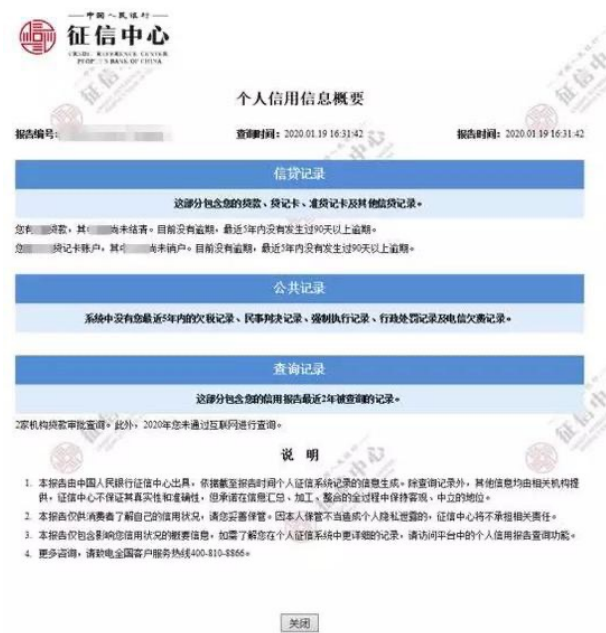 中国人民银行
征信中心
CREDIT REFERENCE CENTER
PEOPLE'S BANK OF CHINA
个人信用信息概要
报告编号：
查询时间：2020.01.19 16:31:42
报告时间：2020.01.19 16:31:42
信贷记录
这部分包含您的贷款、贷记卡、准贷记卡及其他信贷记录。
您有 贷款，其 尚未结清。目前没有逾期，最近5年内没有发生过90天以上逾期。
您 贷记卡账户，其中 尚未销户。目前没有逾期，最近5年内没有发生过90天以上逾期。
公共记录
系统中没有您最近5年内的欠税记录、民事判决记录、强制执行记录、行政处罚记录及电信欠费记录。
查询记录
这部分包含您的信用报告最近2年被查询的记录。
2家机构贷款审批查询。此外，2020年您未通过互联网进行查询。
说 明
1. 本报告由中国人民银行征信中心出具，依据截至报告时间个人征信系统记录的信息生成。除查询记录外，其他信息均由相关机构提
供，征信中心不保证其真实性和准确性，但承诺在信息汇总、加工、整合的全过程中保持客观、中立的地位。
2. 本报告仅供消费者了解自己的信用状况，请您妥善保管。因本人保管不当造成个人隐私泄露的，征信中心将不承担相关责任。
3. 本报告仅包含影响您信用状况的概要信息，如需了解您在个人征信系统中更详细的记录，请访问平台中的个人信用报告查询功能。
4. 更多咨询，请致电全国客户服务热线400-810-8866。
关闭